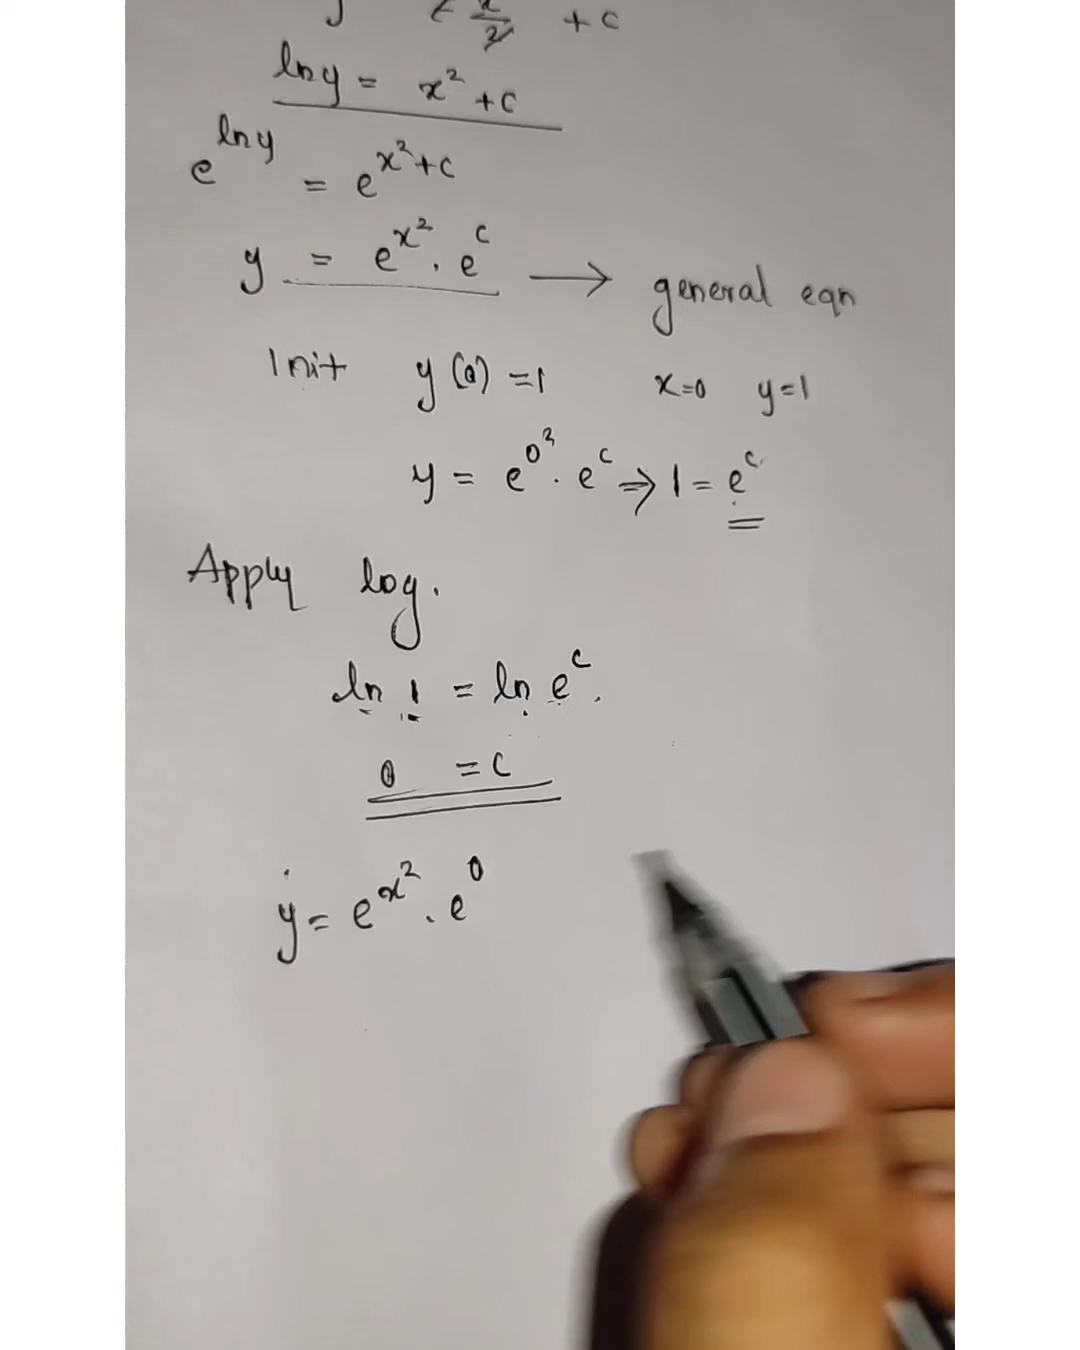 x/2 + c
ln y = x² + c
e^ln y = e^x²+c
y = e^x² . e^c → general eqn
Init y(0) = 1 x=0 y=1
y = e^0² . e^c ⇒ 1 = e^c
Apply log.
ln 1 = ln e^c.
0 = c
y = e^x² . e^0